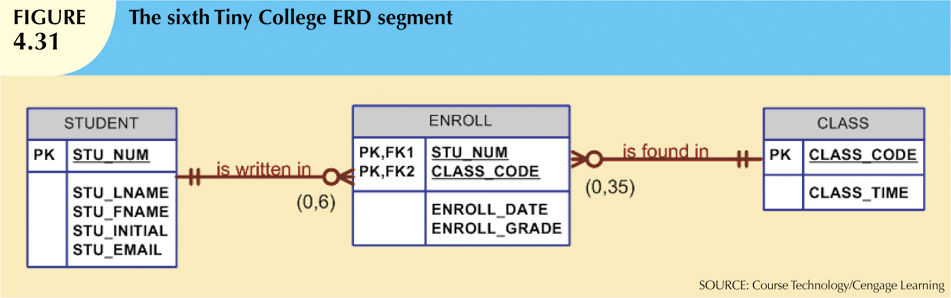 FIGURE
4.31
The sixth Tiny College ERD segment
STUDENT
PK STU_NUM
STU_LNAME
STU_FNAME
STU_INITIAL
STU_EMAIL
is written in
(0,6)
ENROLL
PK,FK1 STU_NUM
PK,FK2 CLASS_CODE
ENROLL_DATE
ENROLL_GRADE
is found in
(0,35)
CLASS
PK CLASS_CODE
CLASS_TIME
SOURCE: Course Technology/Cengage Learning